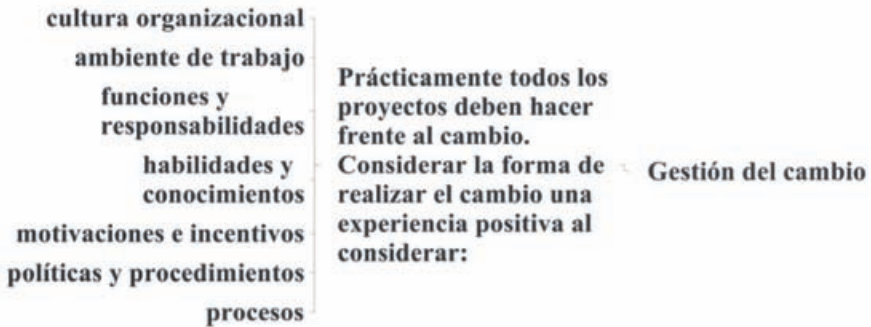 cultura organizacional
ambiente de trabajo
funciones y
responsabilidades
habilidades y
conocimientos
motivaciones e incentivos
políticas y procedimientos
procesos
Prácticamente todos los
proyectos deben hacer
frente al cambio.
Considerar la forma de
realizar el cambio una
experiencia positiva al
considerar:
Gestión del cambio